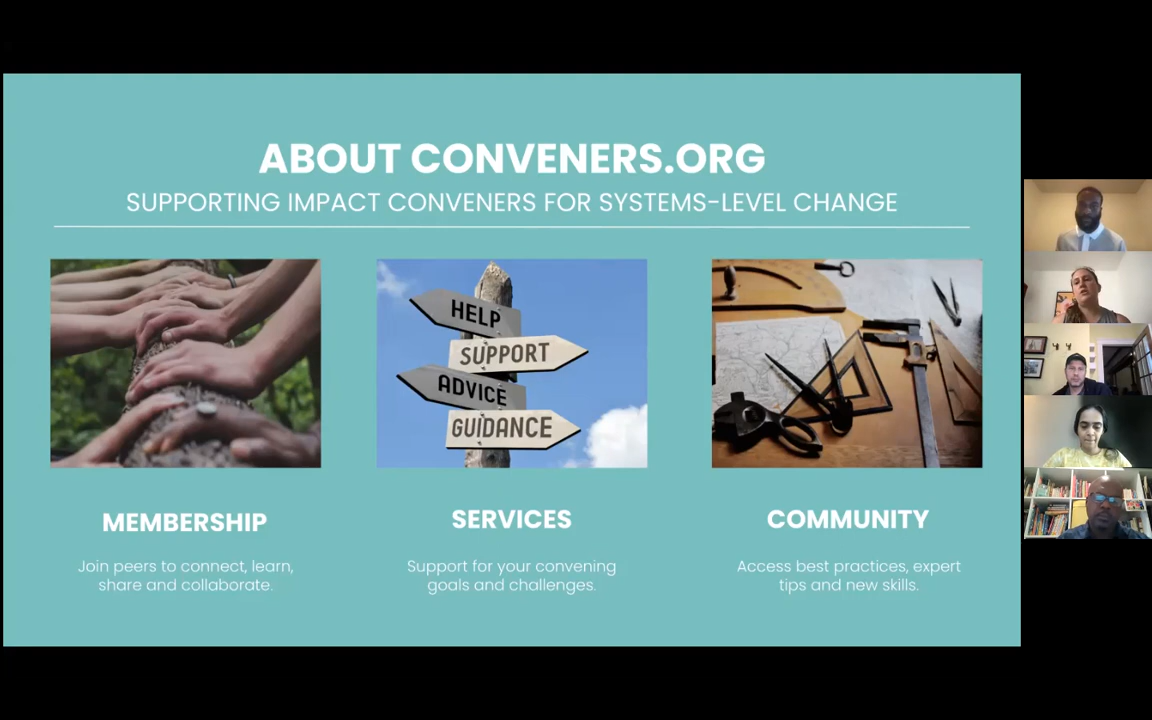 ABOUT CONVENERS.ORG
SUPPORTING IMPACT CONVENERS FOR SYSTEMS-LEVEL CHANGE
HELP
SUPPORT
ADVICE
GUIDANCE
MEMBERSHIP
Join peers to connect, learn,
share and collaborate.
SERVICES
Support for your convening
goals and challenges.
COMMUNITY
Access best practices, expert
tips and new skills.